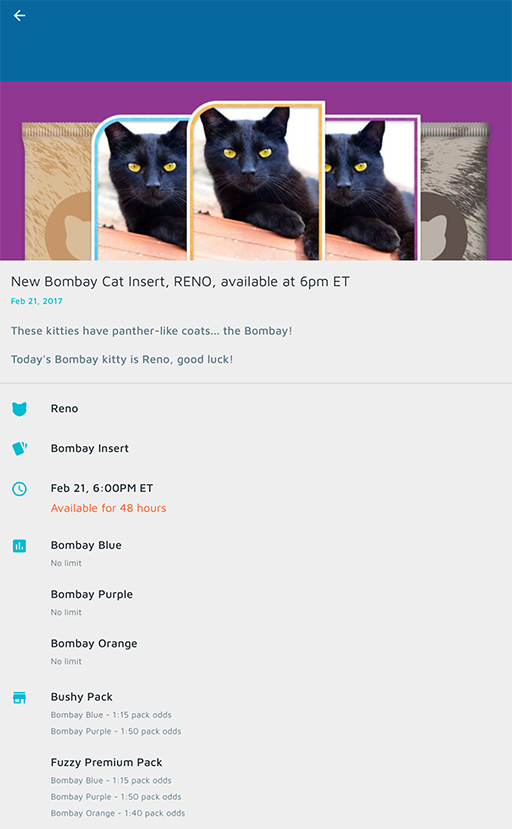 New Bombay Cat Insert, RENO, available at 6pm ET
Feb 21, 2017
These kitties have panther-like coats... the Bombay!
Today's Bombay kitty is Reno, good luck!
Reno
Bombay Insert
Feb 21, 6:00PM ET
Available for 48 hours
Bombay Blue
No limit
Bombay Purple
No limit
Bombay Orange
No limit
Bushy Pack
Bombay Blue - 1:15 pack odds
Bombay Purple - 1:50 pack odds
Fuzzy Premium Pack
Bombay Blue - 1:15 pack odds
Bombay Purple - 1:50 pack odds
Bombay Orange - 1:40 pack odds